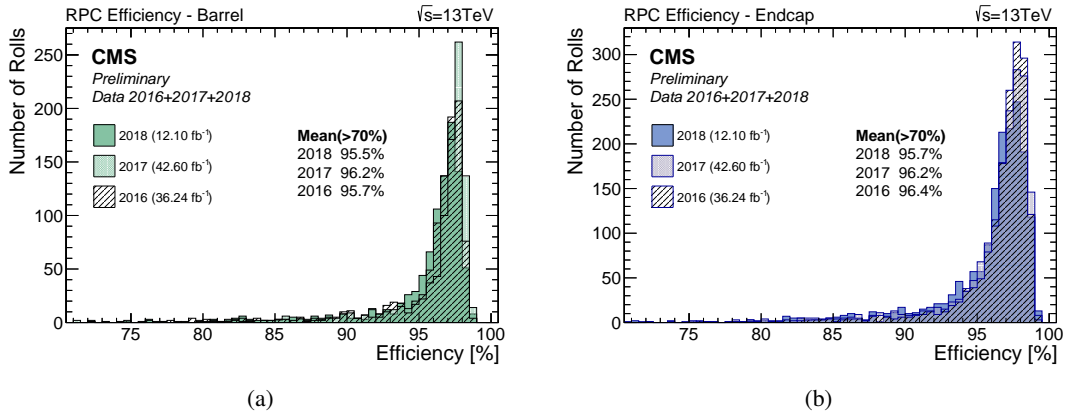 RPC Efficiency - Barrel √s=13TeV
Number of Rolls
250
200
150
100
50
0
CMS
Preliminary
Data 2016+2017+2018
2018 (12.10 fb⁻¹)
2017 (42.60 fb⁻¹)
2016 (36.24 fb⁻¹)
Mean(>70%)
2018 95.5%
2017 96.2%
2016 95.7%
75 80 85 90 95 100
Efficiency [%]
(a)
RPC Efficiency - Endcap √s=13TeV
Number of Rolls
300
250
200
150
100
50
0
CMS
Preliminary
Data 2016+2017+2018
2018 (12.10 fb⁻¹)
2017 (42.60 fb⁻¹)
2016 (36.24 fb⁻¹)
Mean(>70%)
2018 95.7%
2017 96.2%
2016 96.4%
75 80 85 90 95 100
Efficiency [%]
(b)